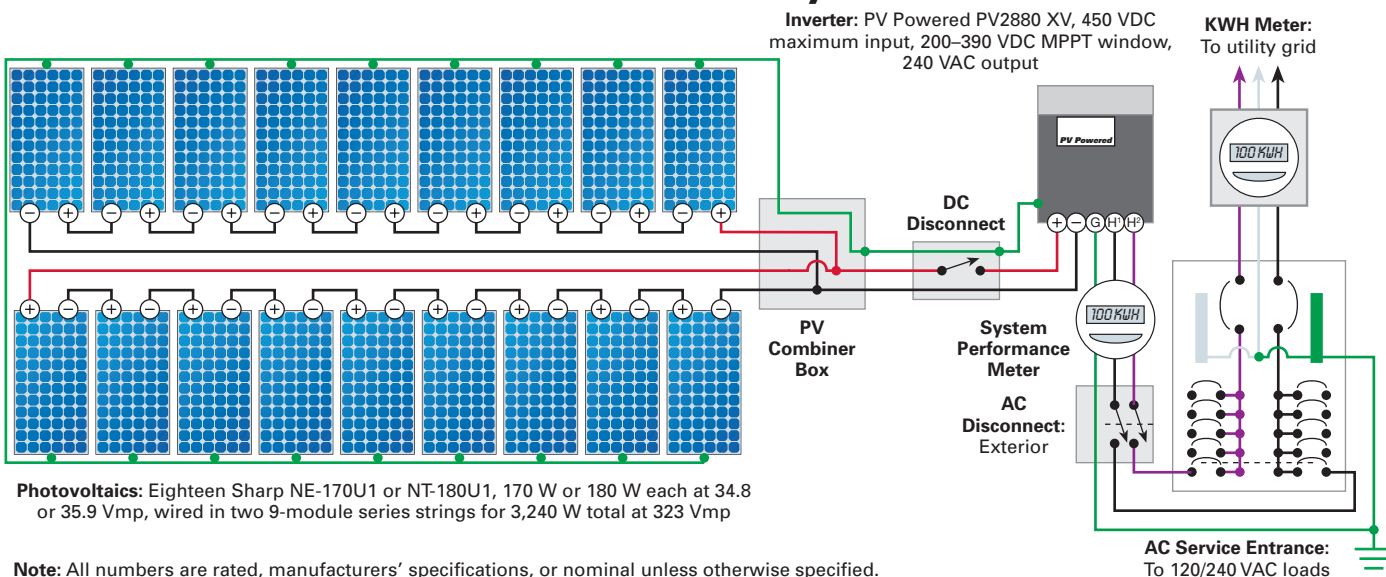 Inverter: PV Powered PV2880 XV, 450 VDC
maximum input, 200–390 VDC MPPT window,
240 VAC output
KWH Meter:
To utility grid
PV Powered
100 KWH
DC
Disconnect
− + − + − + − + − + − + − + − + − +
+ − G H¹ H²
+ − + − + − + − + − + − + − + − + −
100 KWH
PV
Combiner
Box
System
Performance
Meter
AC
Disconnect:
Exterior
Photovoltaics: Eighteen Sharp NE-170U1 or NT-180U1, 170 W or 180 W each at 34.8
or 35.9 Vmp, wired in two 9-module series strings for 3,240 W total at 323 Vmp
AC Service Entrance:
To 120/240 VAC loads
Note: All numbers are rated, manufacturers' specifications, or nominal unless otherwise specified.